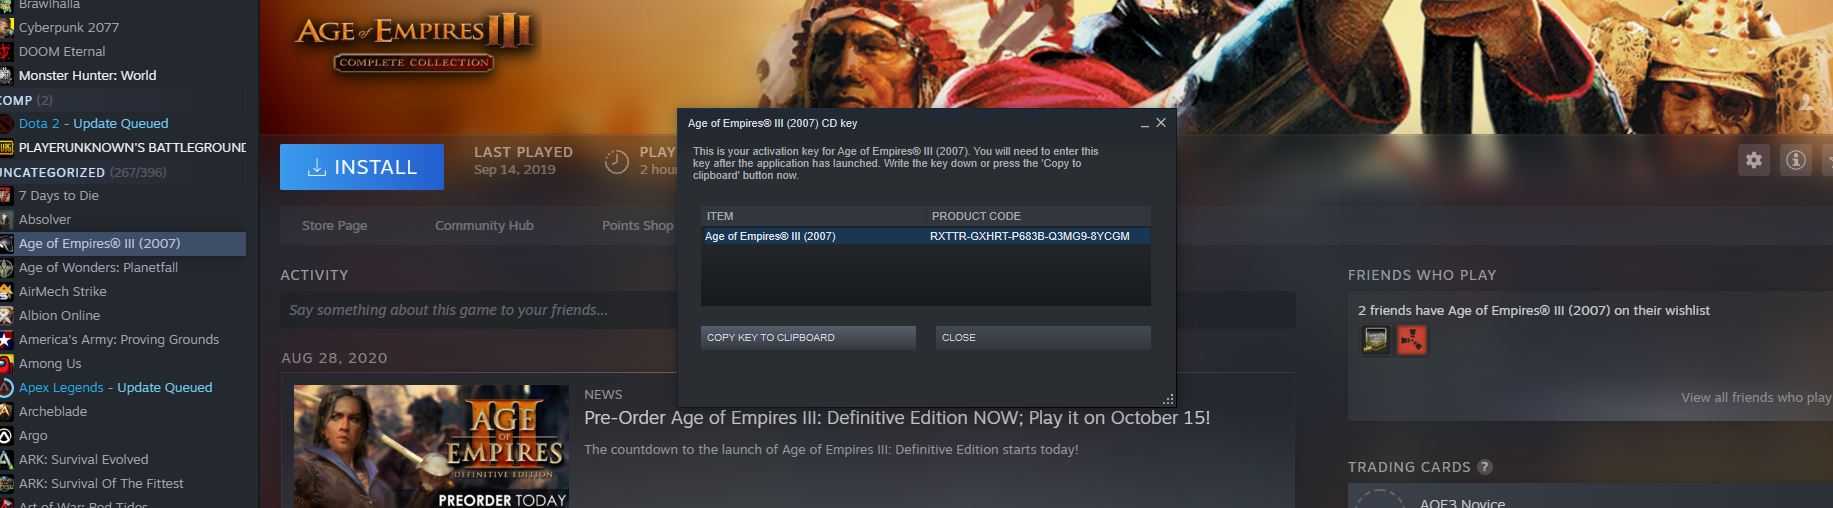 Brawlhalla
Cyberpunk 2077
DOOM Eternal
Monster Hunter: World
COMP (2)
Dota 2 - Update Queued
PLAYERUNKNOWN'S BATTLEGROUND
UNCATEGORIZED (267/396)
7 Days to Die
Absolver
Age of Empires® III (2007)
Age of Wonders: Planetfall
AirMech Strike
Albion Online
America's Army: Proving Grounds
Among Us
Apex Legends - Update Queued
Archeblade
Argo
ARK: Survival Evolved
ARK: Survival Of The Fittest
Art of War: Red Tides
AGE of EMPIRES III
COMPLETE COLLECTION
INSTALL
LAST PLAYED
Sep 14, 2019
PLAY
2 hour
Store Page
Community Hub
Points Shop
ACTIVITY
Say something about this game to your friends...
AUG 28, 2020
AGE OF EMPIRES III
DEFINITIVE EDITION
PREORDER TODAY
NEWS
Pre-Order Age of Empires III: Definitive Edition NOW; Play it on October 15!
The countdown to the launch of Age of Empires III: Definitive Edition starts today!
Age of Empires® III (2007) CD key
This is your activation key for Age of Empires® III (2007). You will need to enter this
key after the application has launched. Write the key down or press the 'Copy to
clipboard' button now.
ITEM PRODUCT CODE
Age of Empires® III (2007) RXTTR-GXHRT-P683B-Q3MG9-8YCGM
COPY KEY TO CLIPBOARD
CLOSE
FRIENDS WHO PLAY
2 friends have Age of Empires® III (2007) on their wishlist
View all friends who play
TRADING CARDS ?
AOE3 Novice